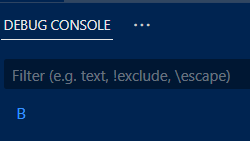 DEBUG CONSOLE ...
Filter (e.g. text, !exclude, \escape)
B